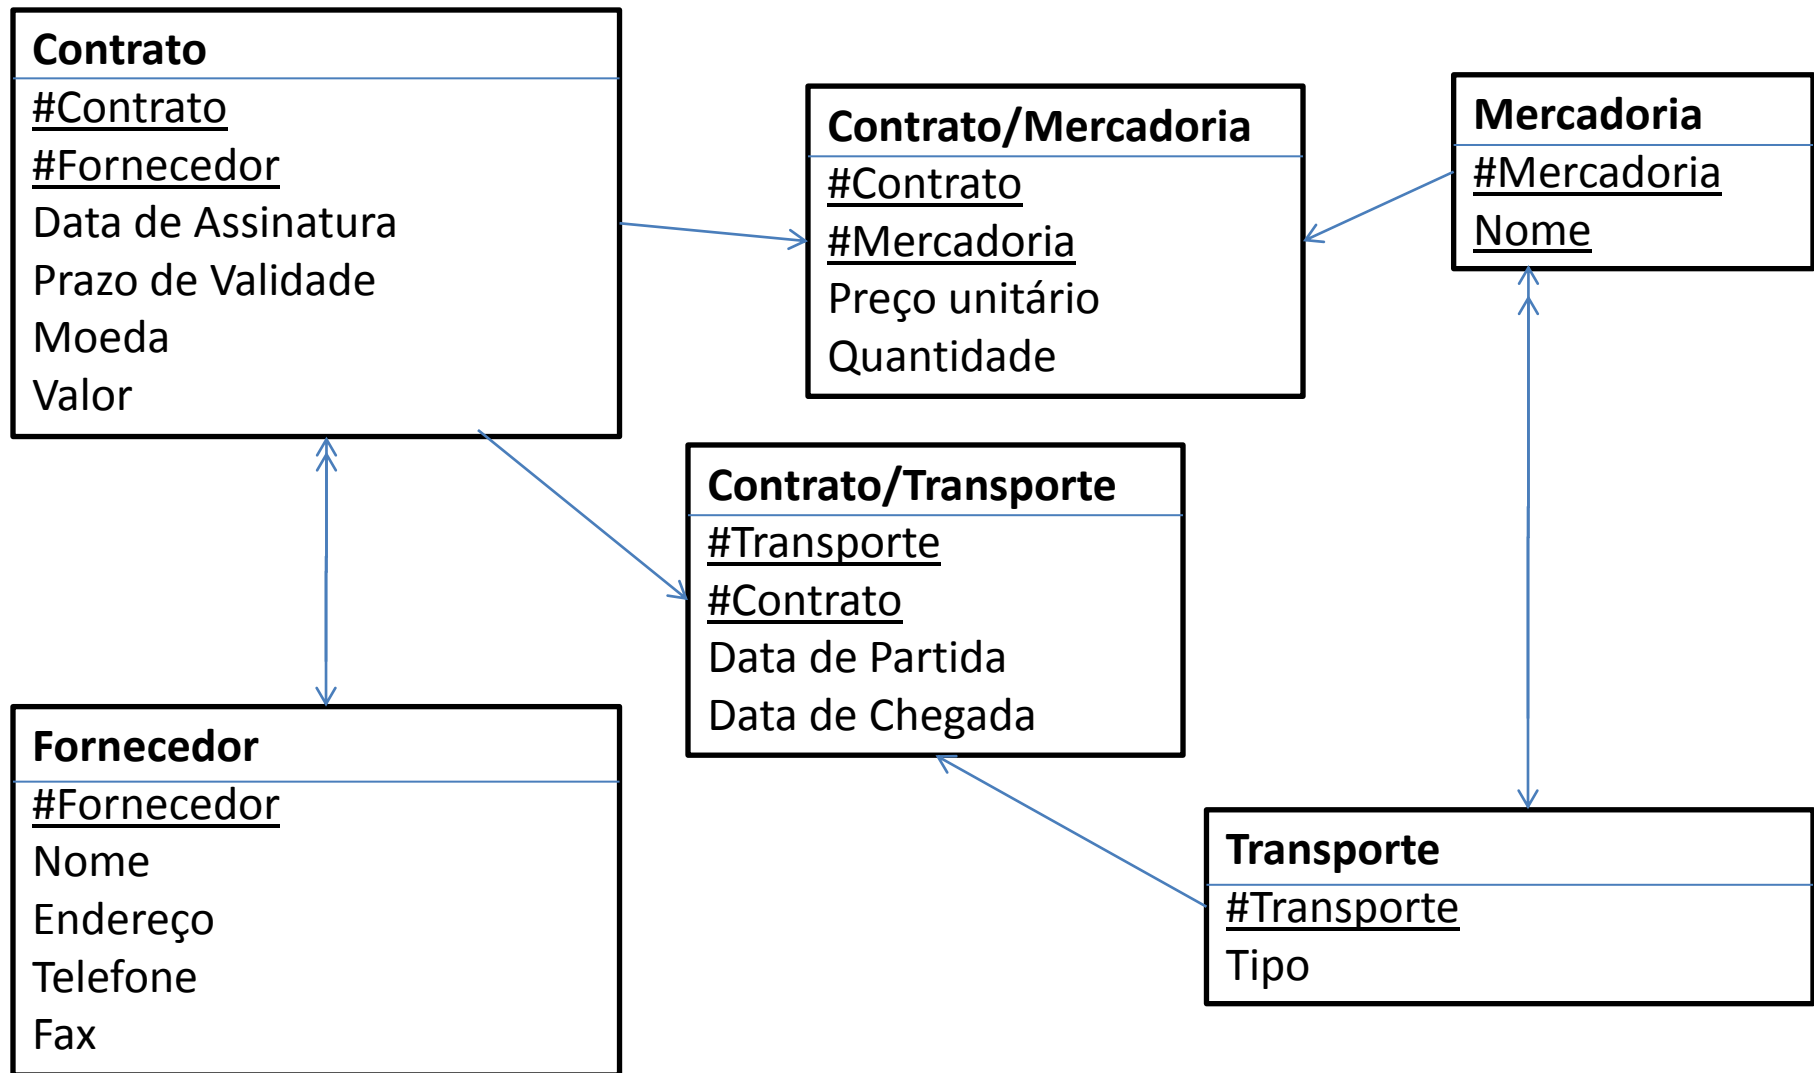 Contrato
#Contrato
#Fornecedor
Data de Assinatura
Prazo de Validade
Moeda
Valor
Contrato/Mercadoria
#Contrato
#Mercadoria
Preço unitário
Quantidade
Mercadoria
#Mercadoria
Nome
Contrato/Transporte
#Transporte
#Contrato
Data de Partida
Data de Chegada
Fornecedor
#Fornecedor
Nome
Endereço
Telefone
Fax
Transporte
#Transporte
Tipo